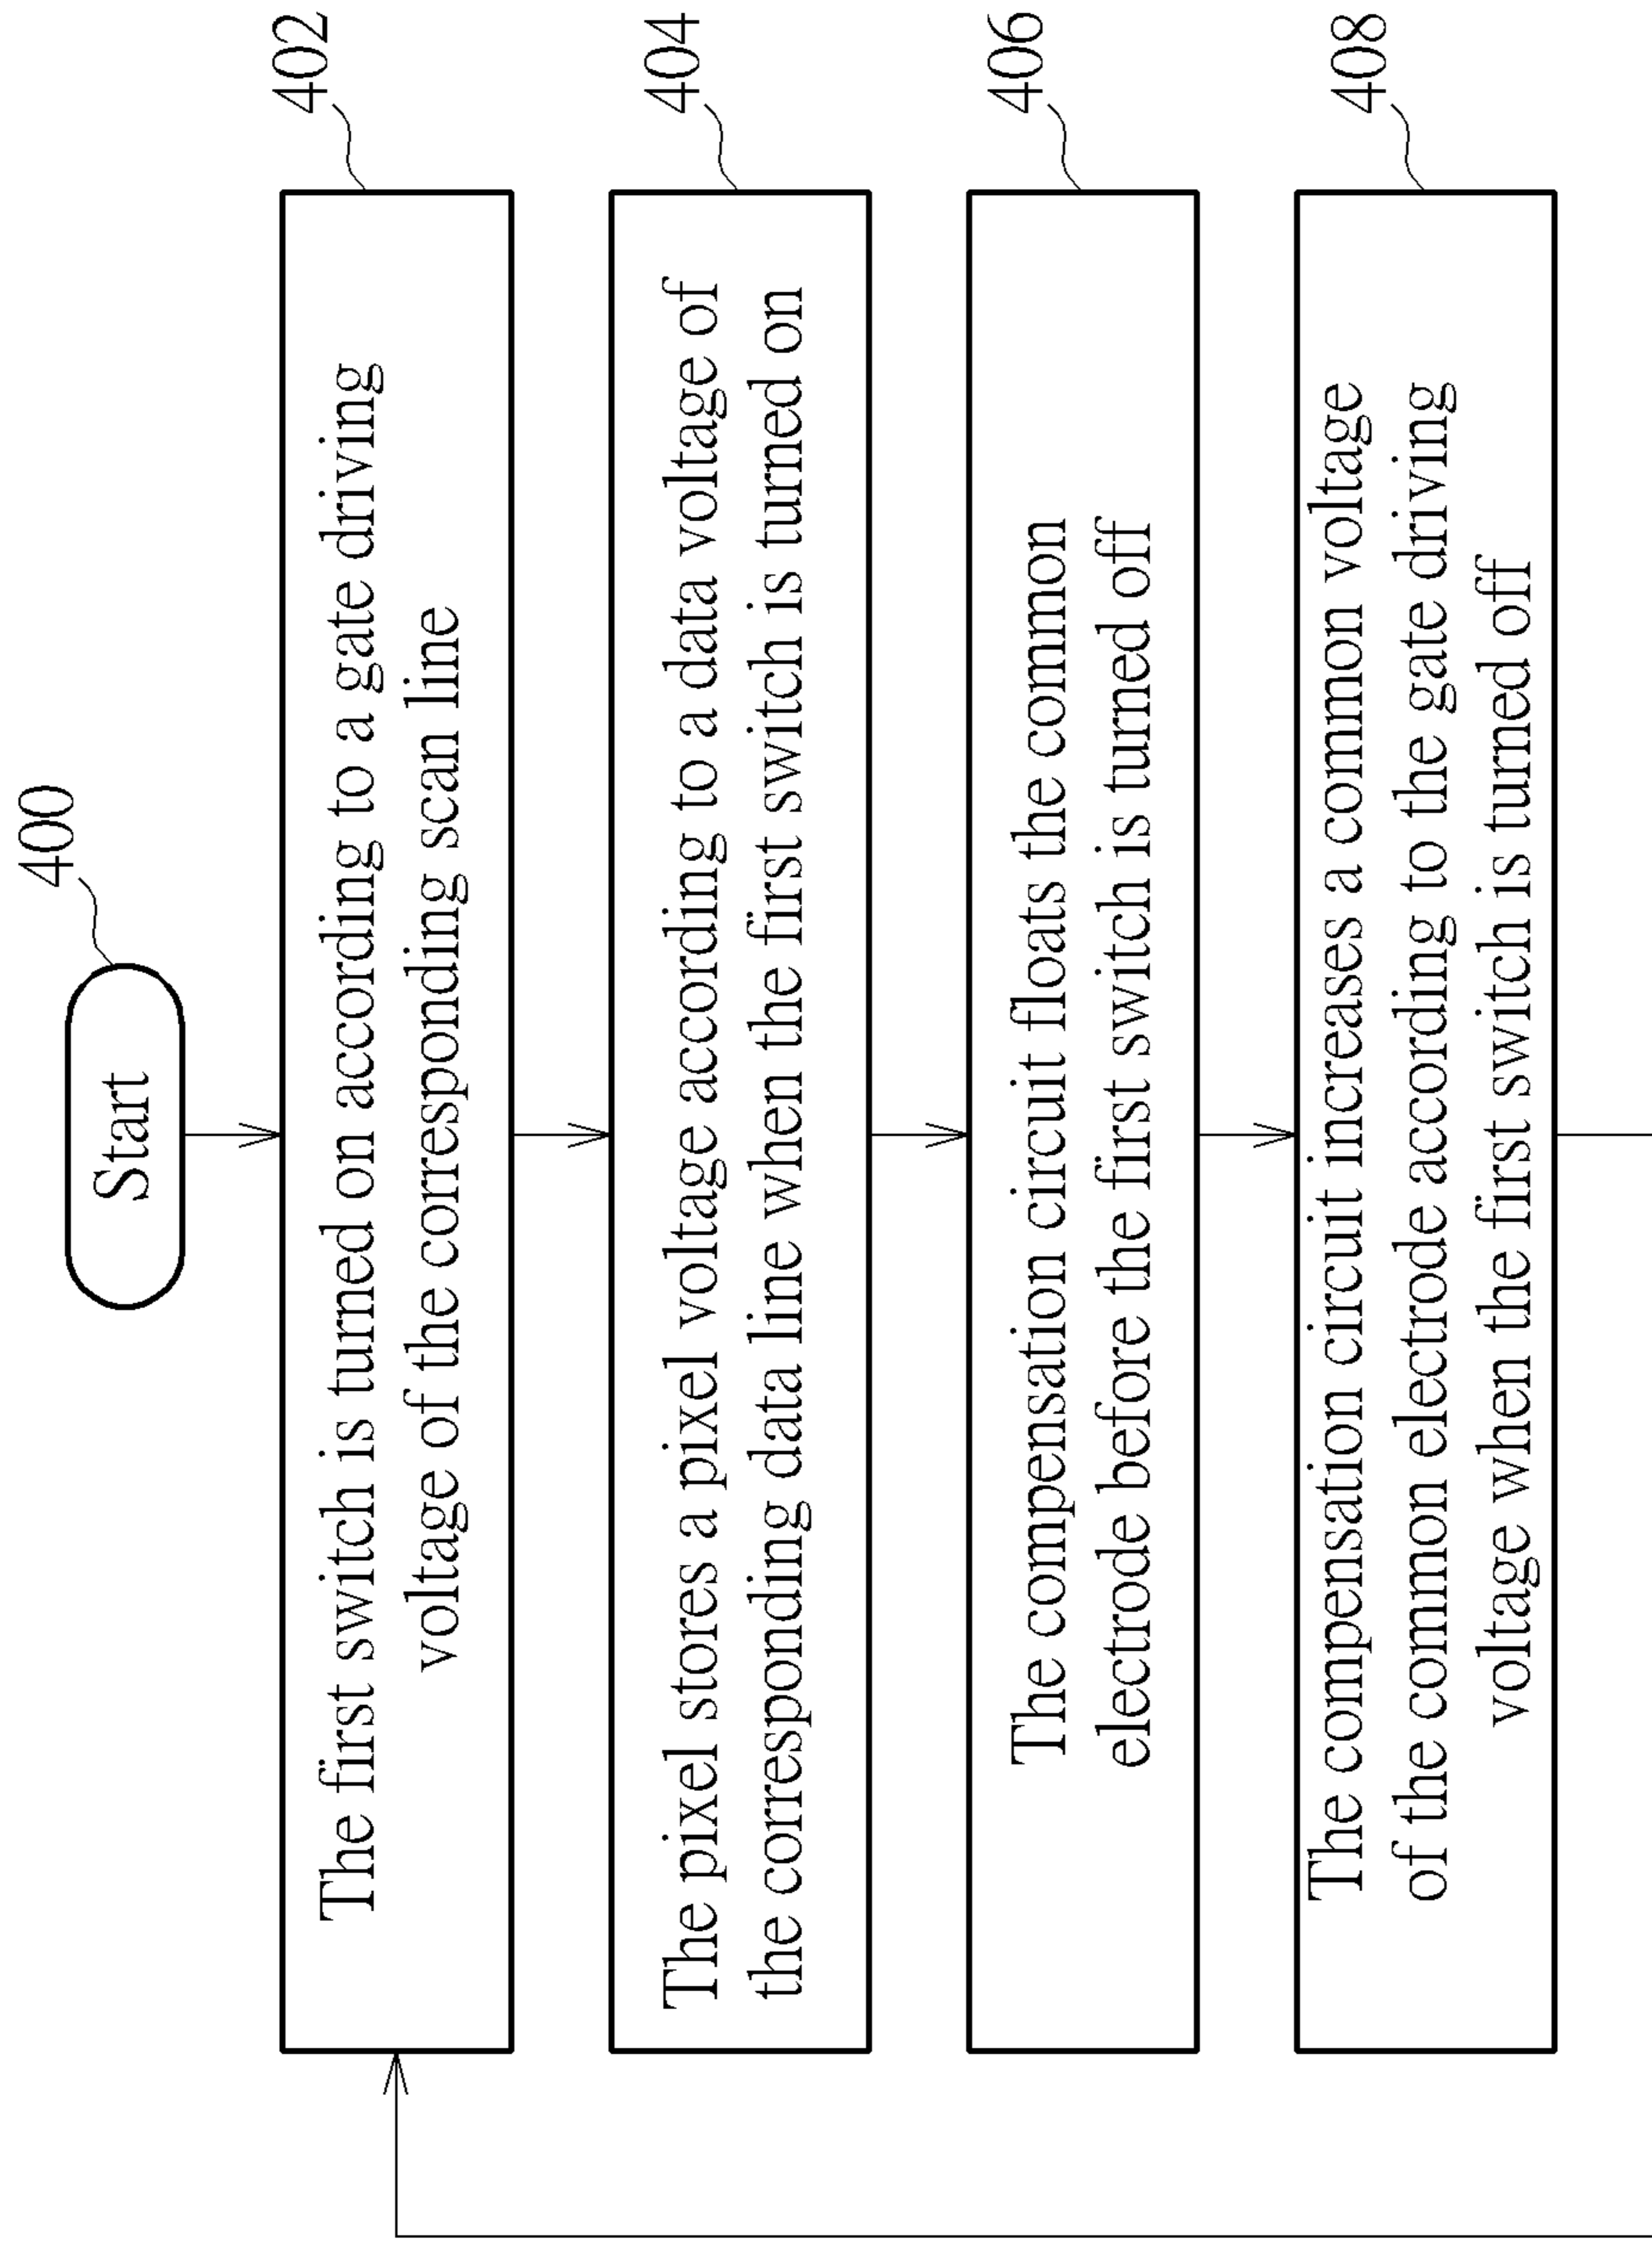 400
Start
402
The first switch is turned on according to a gate driving
voltage of the corresponding scan line
404
The pixel stores a pixel voltage according to a data voltage of
the corresponding data line when the first switch is turned on
406
The compensation circuit floats the common
electrode before the first switch is turned off
408
The compensation circuit increases a common voltage
of the common electrode according to the gate driving
voltage when the first switch is turned off